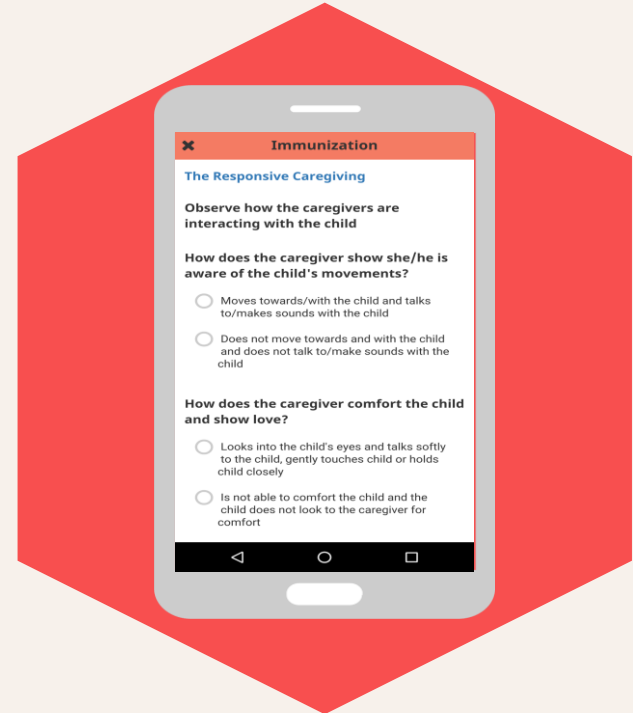 Immunization
The Responsive Caregiving
Observe how the caregivers are
interacting with the child
How does the caregiver show she/he is
aware of the child's movements?
Moves towards/with the child and talks
to/makes sounds with the child
Does not move towards and with the child
and does not talk to/make sounds with the
child
How does the caregiver comfort the child
and show love?
Looks into the child's eyes and talks softly
to the child, gently touches child or holds
child closely
Is not able to comfort the child and the
child does not look to the caregiver for
comfort